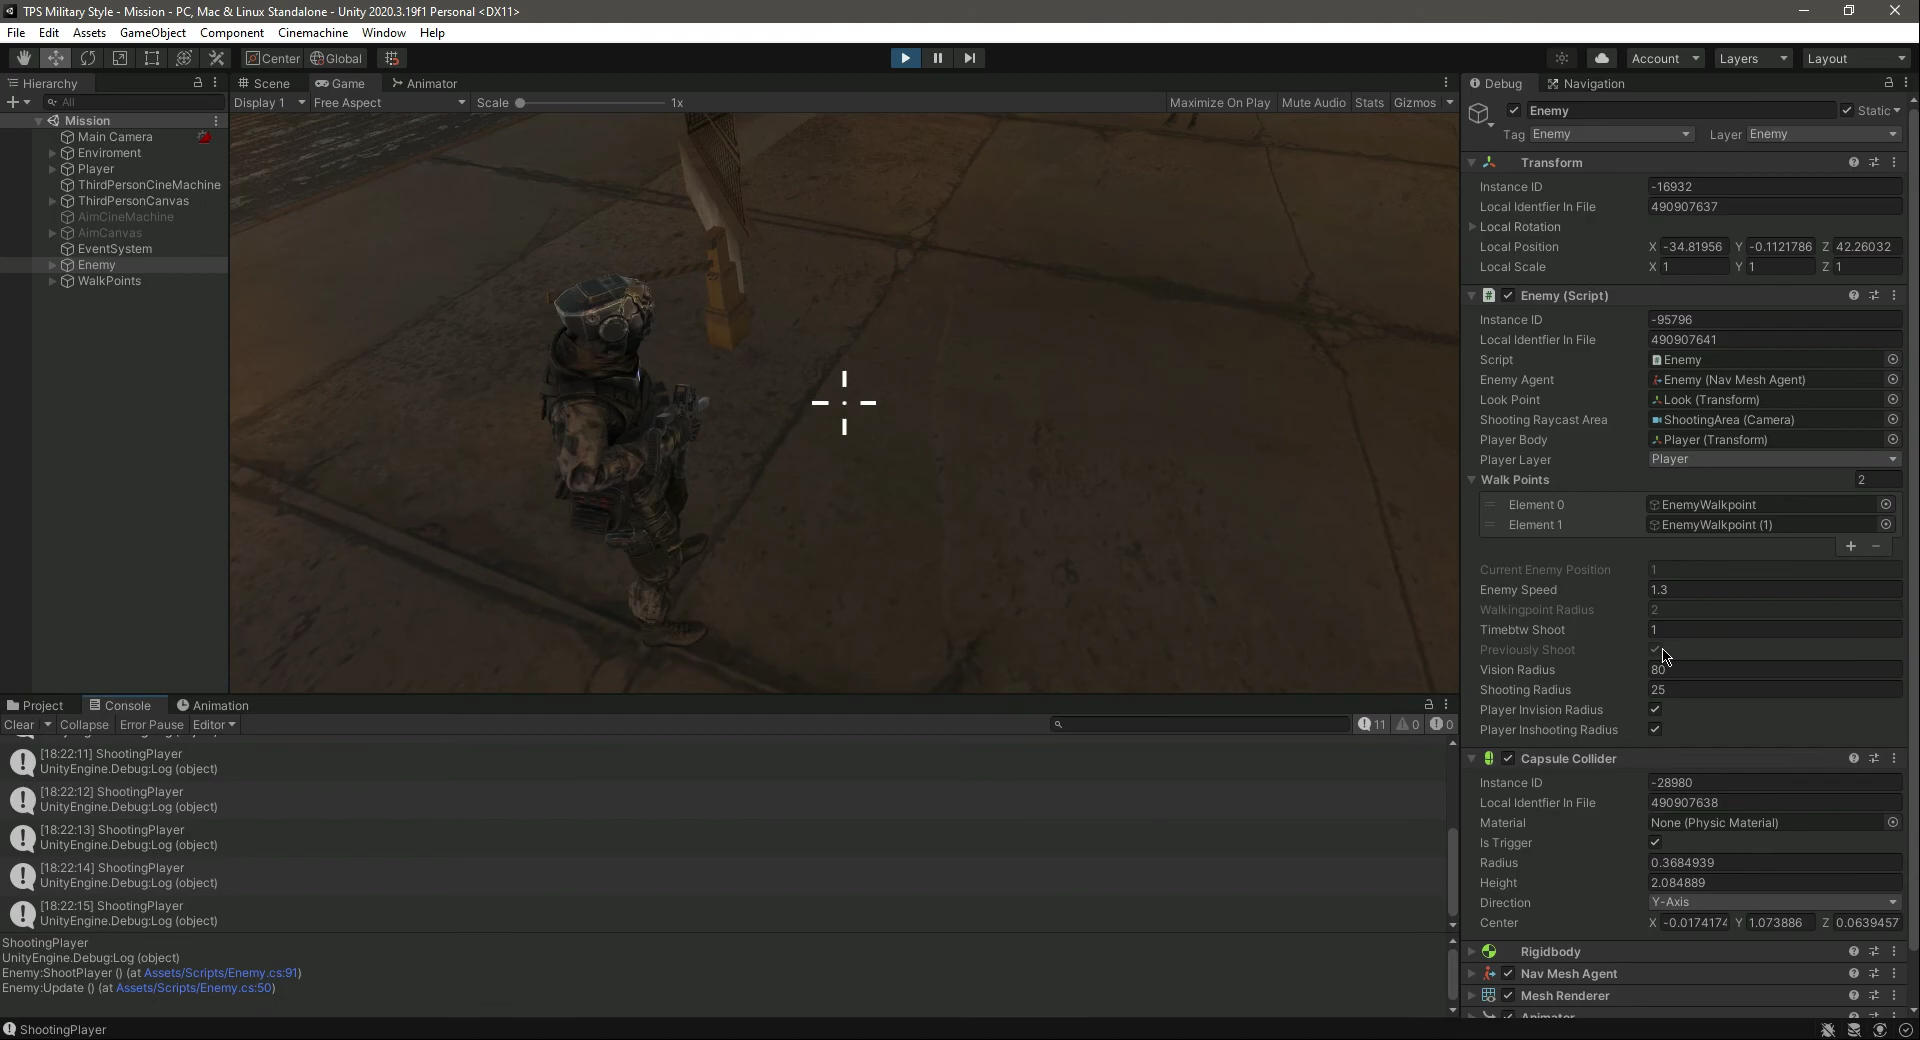 TPS Military Style - Mission - PC, Mac & Linux Standalone - Unity 2020.3.19f1 Personal <DX11>
File Edit Assets GameObject Component Cinemachine Window Help
Center Global Account Layers Layout
Hierarchy
All
Mission
Main Camera
Enviroment
Player
ThirdPersonCineMachine
ThirdPersonCanvas
AimCineMachine
AimCanvas
EventSystem
Enemy
WalkPoints
Scene Game Animator
Display 1 Free Aspect Scale 1x Maximize On Play Mute Audio Stats Gizmos
Project Console Animation
Clear Collapse Error Pause Editor 11 0 0
[18:22:11] ShootingPlayer
UnityEngine.Debug:Log (object)
[18:22:12] ShootingPlayer
UnityEngine.Debug:Log (object)
[18:22:13] ShootingPlayer
UnityEngine.Debug:Log (object)
[18:22:14] ShootingPlayer
UnityEngine.Debug:Log (object)
[18:22:15] ShootingPlayer
UnityEngine.Debug:Log (object)
ShootingPlayer
UnityEngine.Debug:Log (object)
Enemy:ShootPlayer () (at Assets/Scripts/Enemy.cs:91)
Enemy:Update () (at Assets/Scripts/Enemy.cs:50)
ShootingPlayer
Debug Navigation
Enemy Static
Tag Enemy Layer Enemy
Transform
Instance ID -16932
Local Identfier In File 490907637
Local Rotation
Local Position X -34.81956 Y -0.1121786 Z 42.26032
Local Scale X 1 Y 1 Z 1
Enemy (Script)
Instance ID -95796
Local Identfier In File 490907641
Script Enemy
Enemy Agent Enemy (Nav Mesh Agent)
Look Point Look (Transform)
Shooting Raycast Area ShootingArea (Camera)
Player Body Player (Transform)
Player Layer Player
Walk Points 2
Element 0 EnemyWalkpoint
Element 1 EnemyWalkpoint (1)
Current Enemy Position 1
Enemy Speed 1.3
Walkingpoint Radius 2
Timebtw Shoot 1
Previously Shoot
Vision Radius 80
Shooting Radius 25
Player Invision Radius
Player Inshooting Radius
Capsule Collider
Instance ID -28980
Local Identfier In File 490907638
Material None (Physic Material)
Is Trigger
Radius 0.3684939
Height 2.084889
Direction Y-Axis
Center X -0.0174174 Y 1.073886 Z 0.0639457
Rigidbody
Nav Mesh Agent
Mesh Renderer
Animator